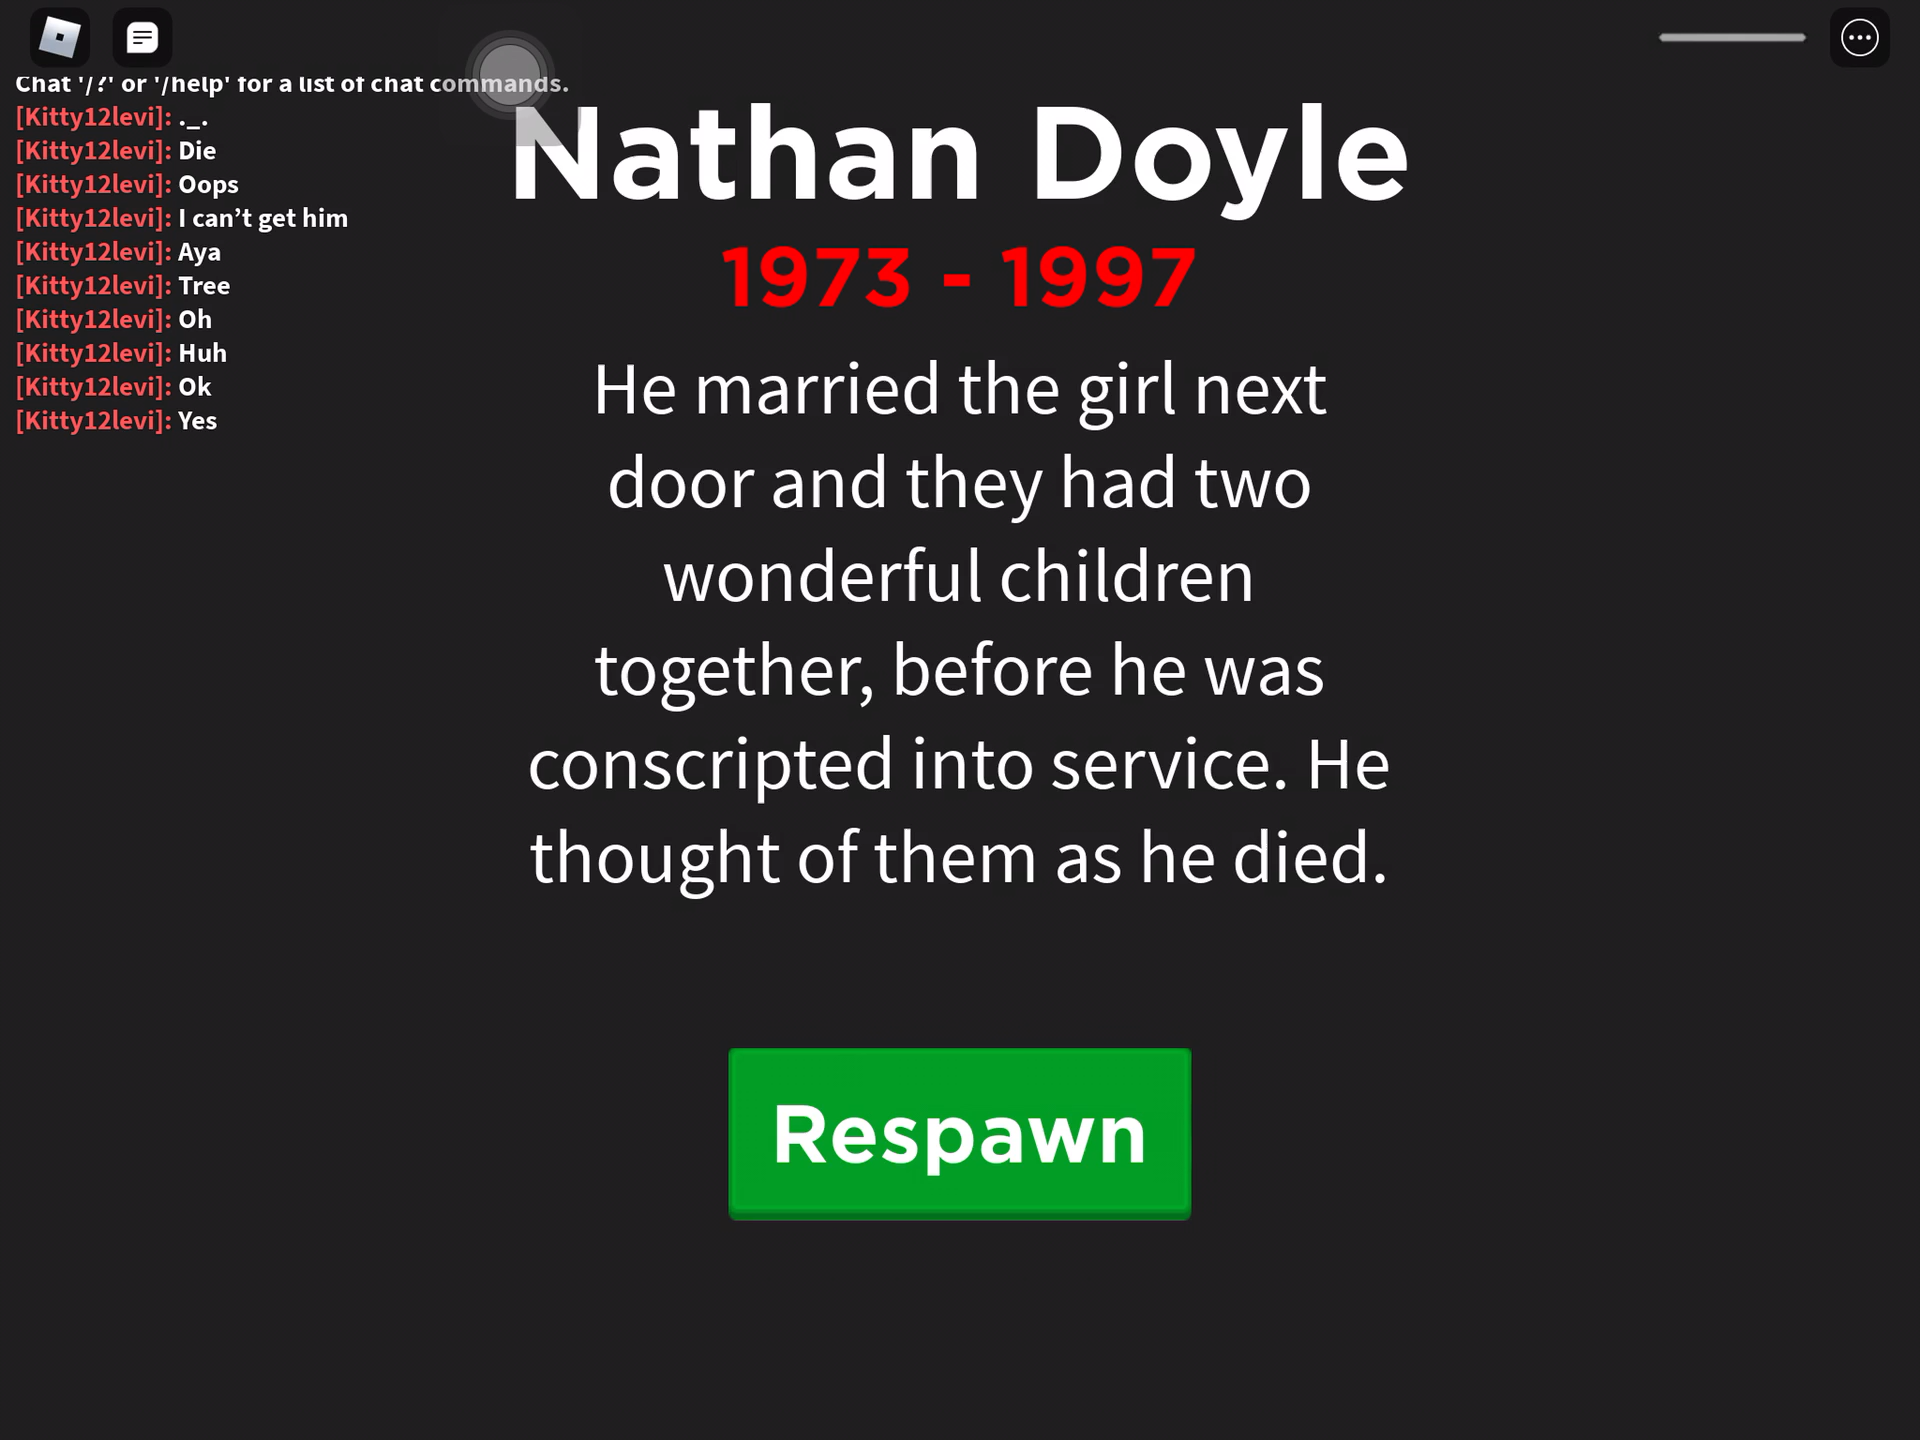 Chat '/?' or '/help' for a list of chat commands.
[Kitty12levi]: ._.
[Kitty12levi]: Die
[Kitty12levi]: Oops
[Kitty12levi]: I can’t get him
[Kitty12levi]: Aya
[Kitty12levi]: Tree
[Kitty12levi]: Oh
[Kitty12levi]: Huh
[Kitty12levi]: Ok
[Kitty12levi]: Yes
Nathan Doyle
1973 - 1997
He married the girl next
door and they had two
wonderful children
together, before he was
conscripted into service. He
thought of them as he died.
Respawn